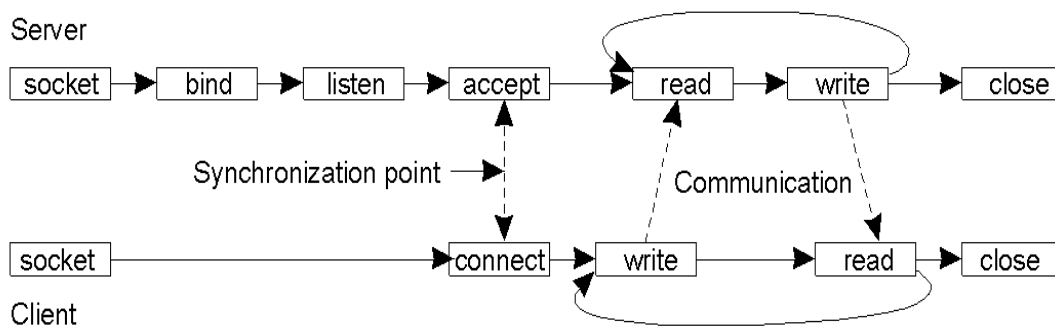 Server
socket bind listen accept read write close
Synchronization point
Communication
socket connect write read close
Client